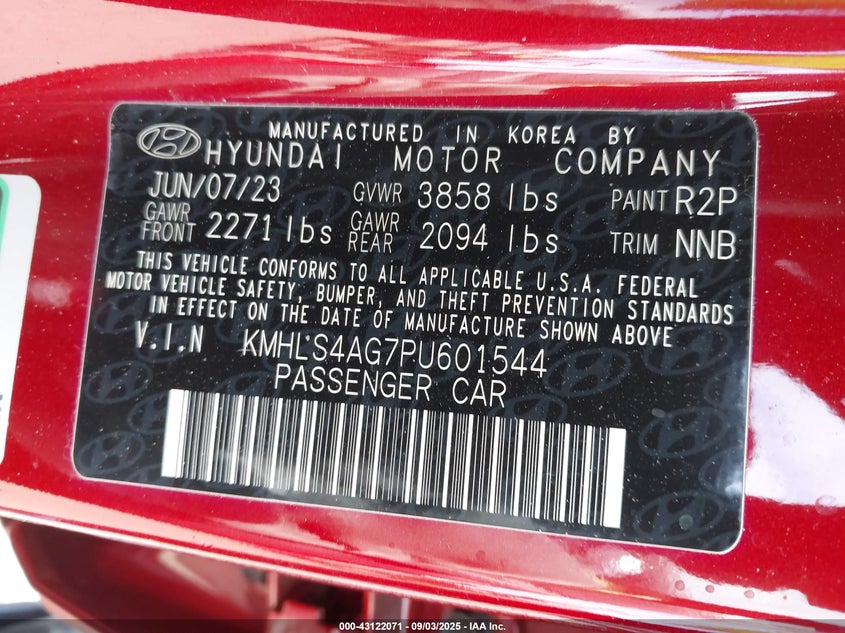 MANUFACTURED IN KOREA BY
HYUNDAI MOTOR COMPANY
JUN/07/23 GVWR 3858 lbs PAINT R2P
GAWR FRONT 2271 lbs GAWR REAR 2094 lbs TRIM NNB
THIS VEHICLE CONFORMS TO ALL APPLICABLE U.S.A. FEDERAL
MOTOR VEHICLE SAFETY, BUMPER, AND THEFT PREVENTION STANDARDS
IN EFFECT ON THE DATE OF MANUFACTURE SHOWN ABOVE
V.I.N KMHLS4AG7PU601544
PASSENGER CAR
000-43122071 - 09/03/2025 - IAA Inc.